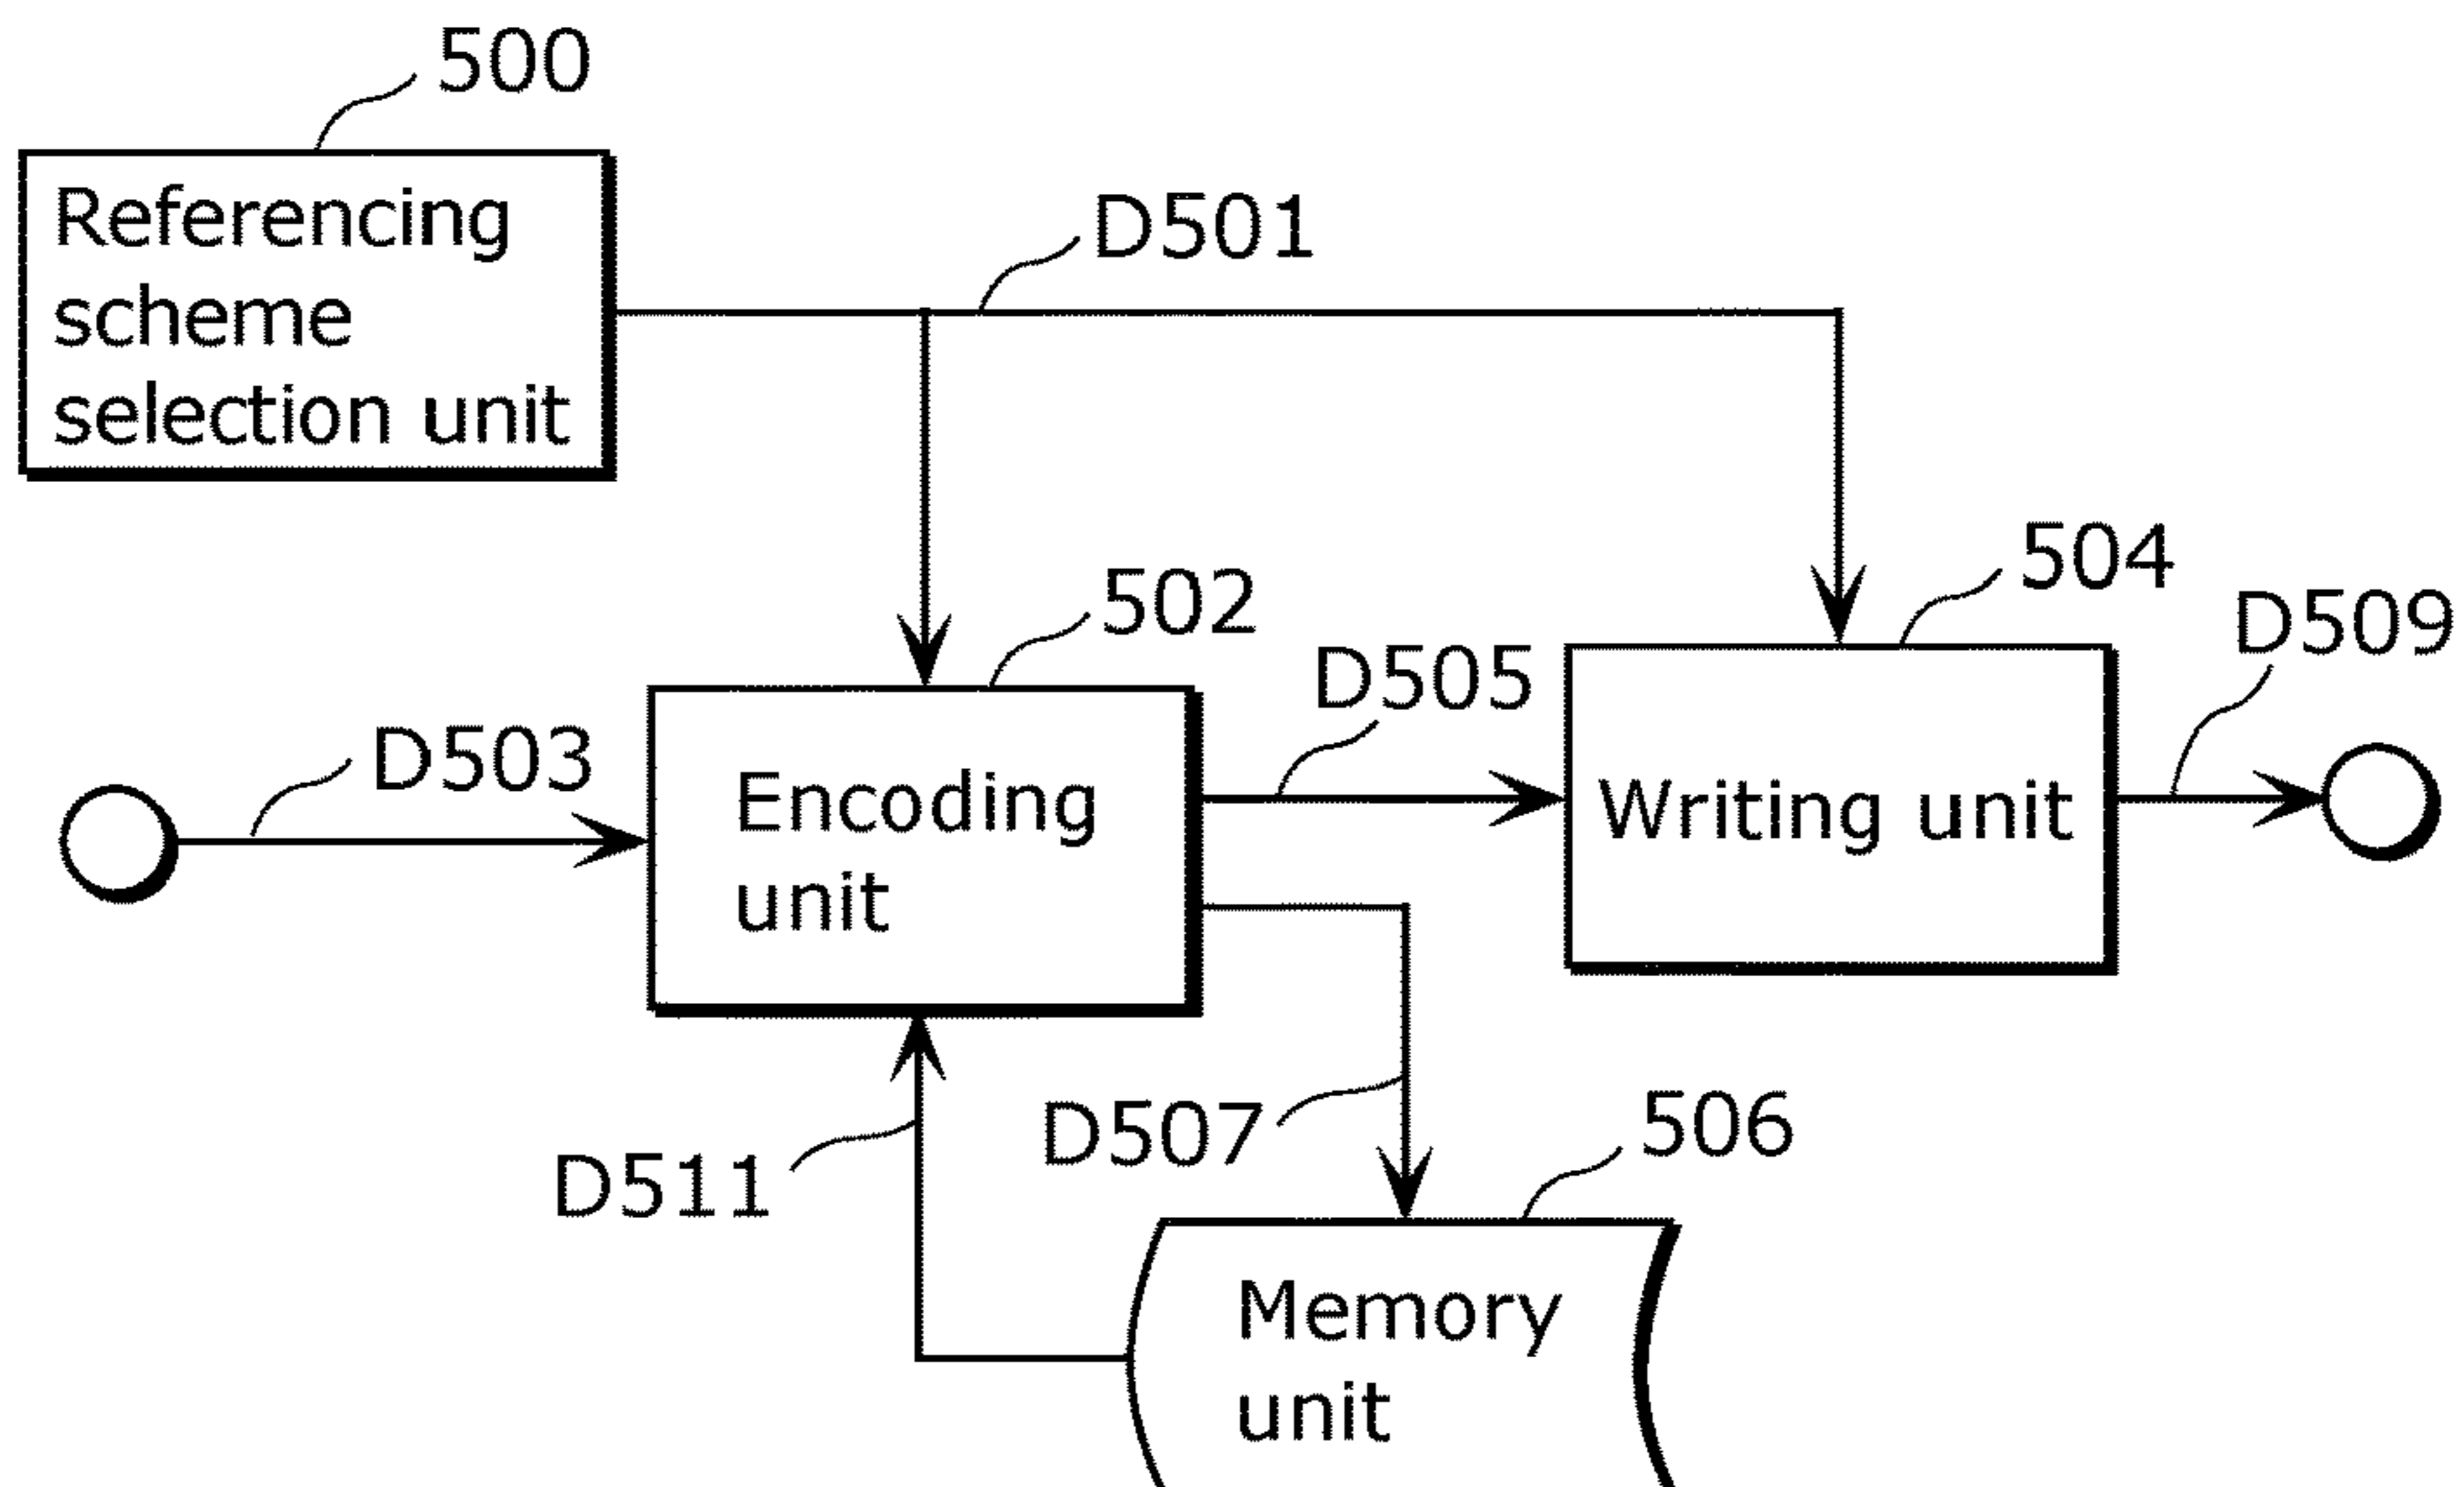 500
Referencing
scheme
selection unit
D501
502
504
D509
D505
D503
Encoding
unit
Writing unit
D507
506
D511
Memory
unit